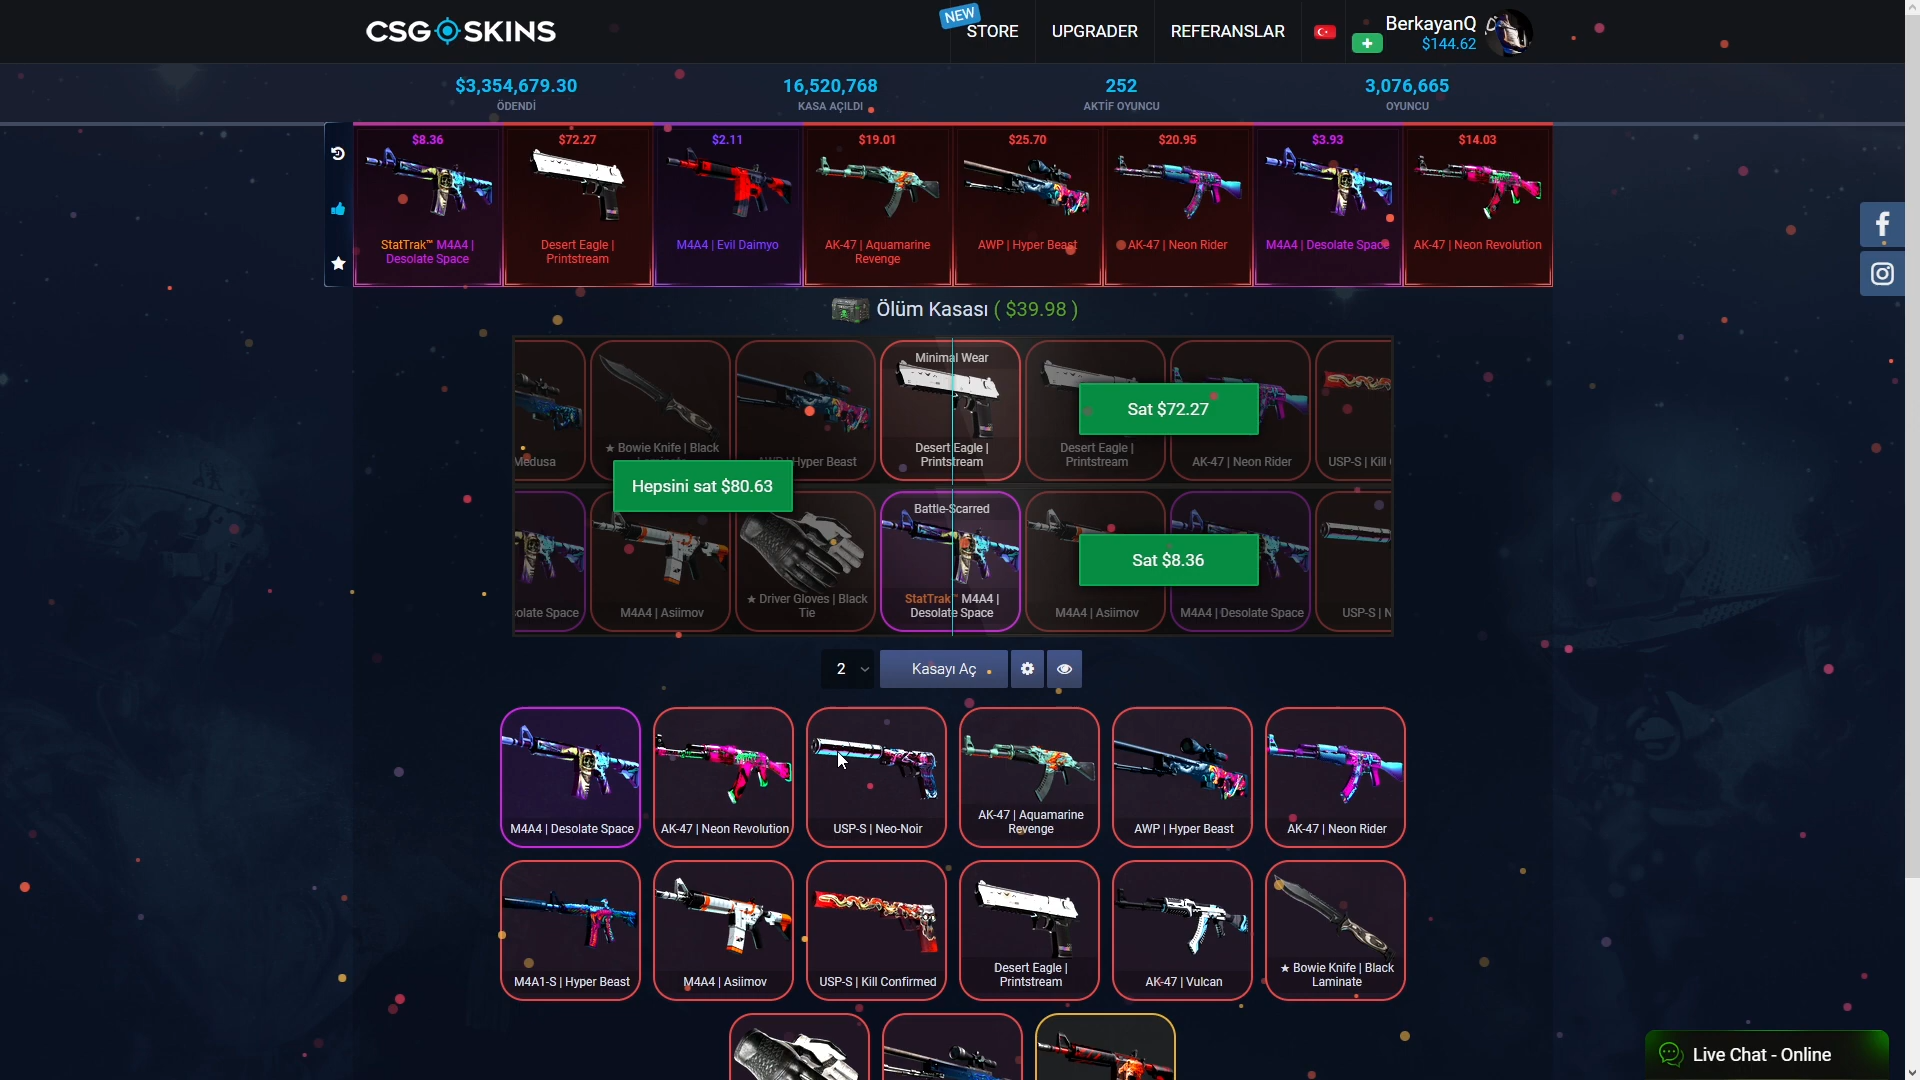 CSG SKINS
NEW
STORE
UPGRADER
REFERANSLAR
BerkayanQ
$144.62
$3,354,679.30
ÖDENDİ
16,520,768
KASA AÇILDI
252
AKTİF OYUNCU
3,076,665
OYUNCU
$8.36
StatTrak™ M4A4 |
Desolate Space
$72.27
Desert Eagle |
Printstream
$2.11
M4A4 | Evil Daimyo
$19.01
AK-47 | Aquamarine
Revenge
$25.70
AWP | Hyper Beast
$20.95
AK-47 | Neon Rider
$3.93
M4A4 | Desolate Space
$14.03
AK-47 | Neon Revolution
Ölüm Kasası ( $39.98 )
Medusa
★ Bowie Knife | Black
Hyper Beast
Minimal Wear
Desert Eagle |
Printstream
Desert Eagle |
Printstream
AK-47 | Neon Rider
USP-S | Kill
Sat $72.27
Hepsini sat $80.63
olate Space
M4A4 | Asiimov
★ Driver Gloves | Black
Tie
Battle-Scarred
StatTrak™ M4A4 |
Desolate Space
M4A4 | Asiimov
M4A4 | Desolate Space
USP-S | N
Sat $8.36
2
Kasayı Aç
M4A4 | Desolate Space
AK-47 | Neon Revolution
USP-S | Neo-Noir
AK-47 | Aquamarine
Revenge
AWP | Hyper Beast
AK-47 | Neon Rider
M4A1-S | Hyper Beast
M4A4 | Asiimov
USP-S | Kill Confirmed
Desert Eagle |
Printstream
AK-47 | Vulcan
★ Bowie Knife | Black
Laminate
Live Chat - Online